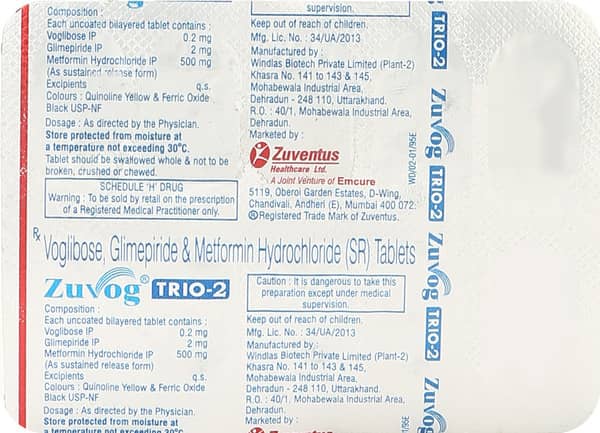 Composition :
Each uncoated bilayered tablet contains :
Voglibose IP 0.2 mg
Glimepiride IP 2 mg
Metformin Hydrochloride IP 500 mg
(As sustained release form)
Excipients q.s.
Colours : Quinoline Yellow & Ferric Oxide
Black USP-NF
Dosage : As directed by the Physician.
Store protected from moisture at
a temperature not exceeding 30°C.
Tablet should be swallowed whole & not to be
broken, crushed or chewed.
SCHEDULE 'H' DRUG
Warning : To be sold by retail on the prescription
of a Registered Medical Practitioner only.
supervision.
Keep out of reach of children.
Mfg. Lic. No. : 34/UA/2013
Manufactured by :
Windlas Biotech Private Limited (Plant-2)
Khasra No. 141 to 143 & 145,
Mohabewala Industrial Area,
Dehradun - 248 110, Uttarakhand.
R.O. : 40/1, Mohabewala Industrial Area,
Dehradun.
Marketed by :
Zuventus
Healthcare Ltd.
A Joint Venture of Emcure
5119, Oberoi Garden Estates, D-Wing,
Chandivali, Andheri (E), Mumbai 400 072.
® Registered Trade Mark of Zuventus.
WD/02-01/95E
Rx Voglibose, Glimepiride & Metformin Hydrochloride (SR) Tablets
Zuvog® TRIO-2
Composition :
Each uncoated bilayered tablet contains :
Voglibose IP 0.2 mg
Glimepiride IP 2 mg
Metformin Hydrochloride IP 500 mg
(As sustained release form)
Excipients q.s.
Colours : Quinoline Yellow & Ferric Oxide
Black USP-NF
Dosage : As directed by the Physician.
Store protected from moisture at
a temperature not exceeding 30°C.
Caution : It is dangerous to take this
preparation except under medical
supervision.
Keep out of reach of children.
Mfg. Lic. No. : 34/UA/2013
Manufactured by :
Windlas Biotech Private Limited (Plant-2)
Khasra No. 141 to 143 & 145,
Mohabewala Industrial Area,
Dehradun - 248 110, Uttarakhand.
R.O. : 40/1, Mohabewala Industrial Area,
Dehradun.
Marketed by :
Zuventus
/95E
TRIO-2
Zuvog TRIO-2
Zuvog TRIO-2
Zuvog